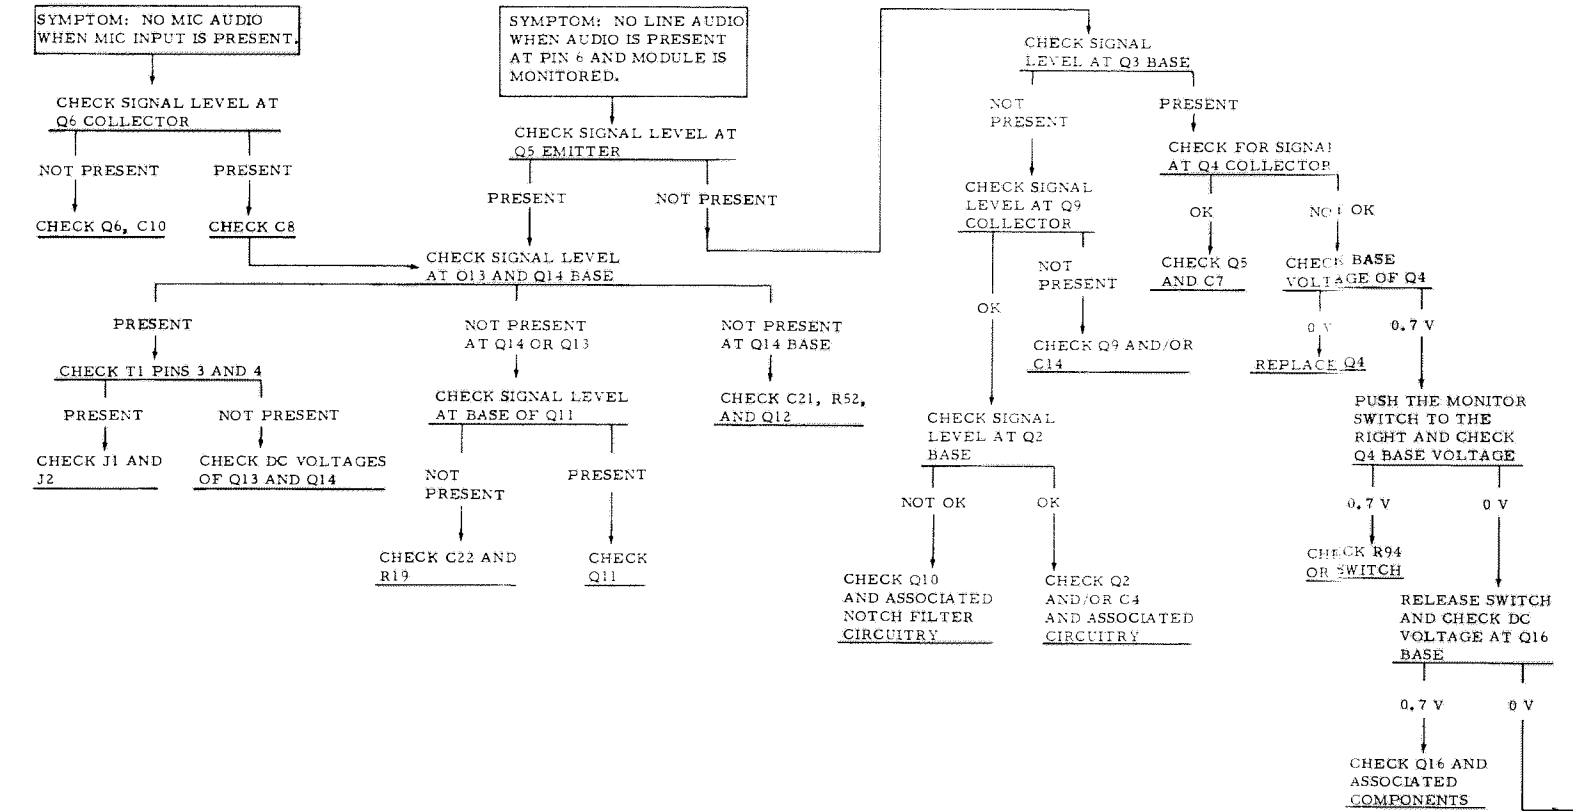 SYMPTOM: NO MIC AUDIO
WHEN MIC INPUT IS PRESENT.
CHECK SIGNAL LEVEL AT
Q6 COLLECTOR
NOT PRESENT
PRESENT
CHECK Q6, C10
CHECK C8
SYMPTOM: NO LINE AUDIO
WHEN AUDIO IS PRESENT
AT PIN 6 AND MODULE IS
MONITORED.
CHECK SIGNAL LEVEL AT
Q5 EMITTER
PRESENT
NOT PRESENT
CHECK SIGNAL LEVEL
AT Q13 AND Q14 BASE
PRESENT
CHECK T1 PINS 3 AND 4
PRESENT
NOT PRESENT
CHECK J1 AND
J2
CHECK DC VOLTAGES
OF Q13 AND Q14
NOT PRESENT
AT Q14 OR Q13
CHECK SIGNAL LEVEL
AT BASE OF Q11
NOT
PRESENT
PRESENT
CHECK C22 AND
R19
CHECK
Q11
NOT PRESENT
AT Q14 BASE
CHECK C21, R52,
AND Q12
CHECK SIGNAL
LEVEL AT Q3 BASE
NOT
PRESENT
PRESENT
CHECK SIGNAL
LEVEL AT Q9
COLLECTOR
OK
NOT
PRESENT
CHECK Q9 AND/OR
C14
CHECK SIGNAL
LEVEL AT Q2
BASE
NOT OK
OK
CHECK Q10
AND ASSOCIATED
NOTCH FILTER
CIRCUITRY
CHECK Q2
AND/OR C4
AND ASSOCIATED
CIRCUITRY
CHECK FOR SIGNAL
AT Q4 COLLECTOR
OK
NOT OK
CHECK Q5
AND C7
CHECK BASE
VOLTAGE OF Q4
0 V
0.7 V
REPLACE Q4
PUSH THE MONITOR
SWITCH TO THE
RIGHT AND CHECK
Q4 BASE VOLTAGE
0.7 V
0 V
CHECK R94
OR SWITCH
RELEASE SWITCH
AND CHECK DC
VOLTAGE AT Q16
BASE
0.7 V
0 V
CHECK Q16 AND
ASSOCIATED
COMPONENTS